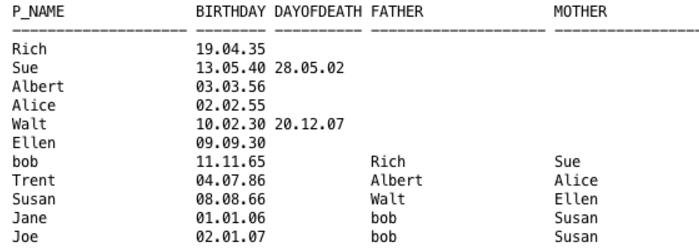 P_NAME BIRTHDAY DAYOFDEATH FATHER MOTHER
-------------------- -------- ---------- -------------------- --------------------
Rich 19.04.35
Sue 13.05.40 28.05.02
Albert 03.03.56
Alice 02.02.55
Walt 10.02.30 20.12.07
Ellen 09.09.30
bob 11.11.65 Rich Sue
Trent 04.07.86 Albert Alice
Susan 08.08.66 Walt Ellen
Jane 01.01.06 bob Susan
Joe 02.01.07 bob Susan